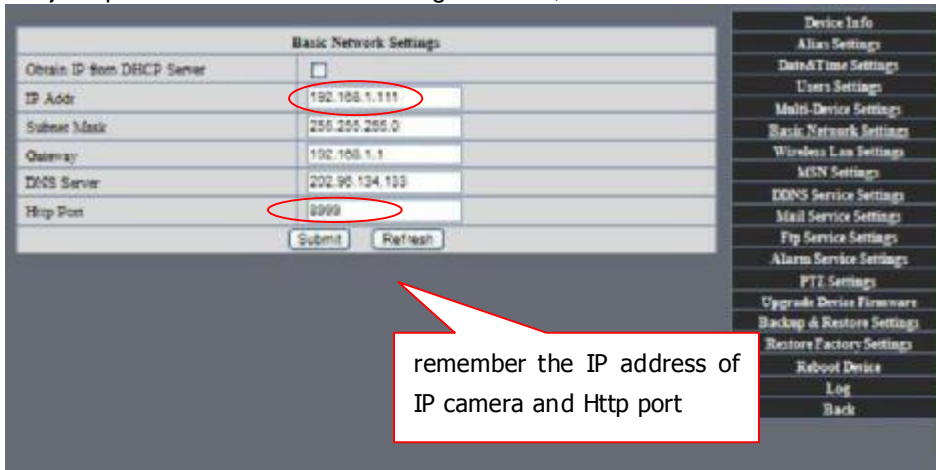 Basic Network Settings
Obtain IP from DHCP Server
IP Addr 192.168.1.111
Subnet Mask 255.255.255.0
Gateway 192.168.1.1
DNS Server 202.96.134.133
Http Port 8999
Submit Refresh
remember the IP address of
IP camera and Http port
Device Info
Alias Settings
Date&Time Settings
Users Settings
Multi-Device Settings
Basic Network Settings
Wireless Lan Settings
MSN Settings
DDNS Service Settings
Mail Service Settings
Ftp Service Settings
Alarm Service Settings
PTZ Settings
Upgrade Device Firmware
Backup & Restore Settings
Restore Factory Settings
Reboot Device
Log
Back